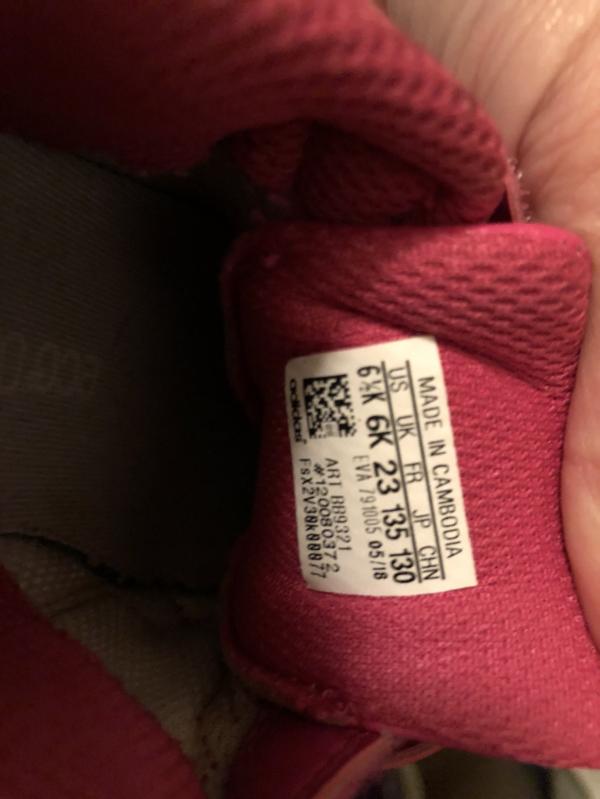 MADE IN CAMBODIA
US UK FR JP CHN
6½K 6K 23 135 130
EVA 791005 05/18
ART BB9321
#120080372
adidas